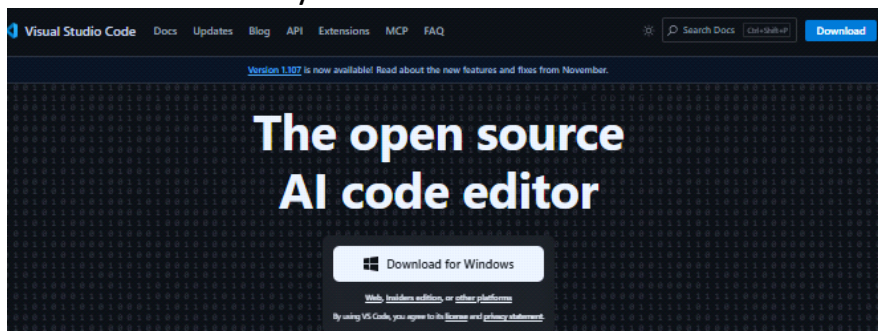 Visual Studio Code Docs Updates Blog API Extensions MCP FAQ Search Docs Ctrl+Shift+P Download
Version 1.107 is now available! Read about the new features and fixes from November.
HAPPY CODING
The open source
AI code editor
Download for Windows
Web, Insiders edition, or other platforms
By using VS Code, you agree to its license and privacy statement.